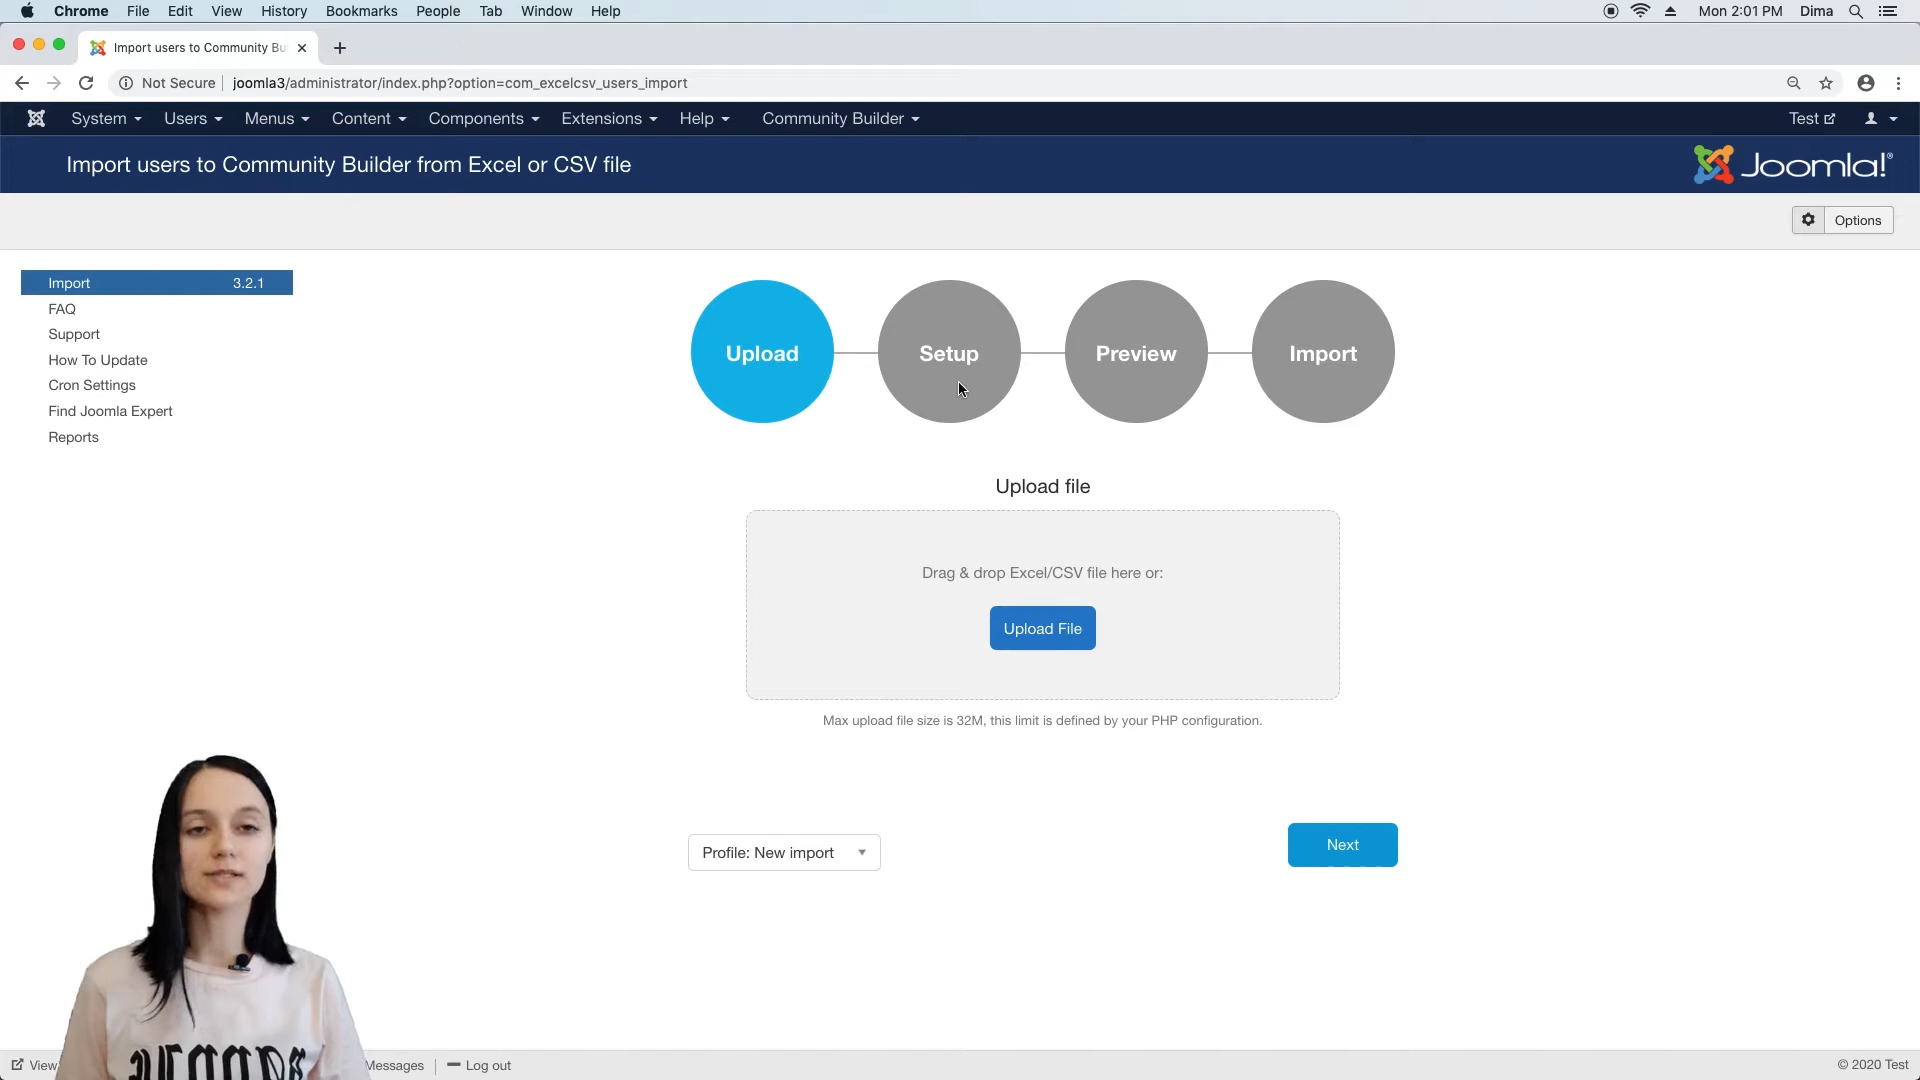 Chrome File Edit View History Bookmarks People Tab Window Help Mon 2:01 PM Dima
Import users to Community Bu
Not Secure joomla3/administrator/index.php?option=com_excelcsv_users_import
System Users Menus Content Components Extensions Help Community Builder Test
Import users to Community Builder from Excel or CSV file Joomla!®
Options
Import 3.2.1
FAQ
Support
How To Update
Cron Settings
Find Joomla Expert
Reports
Upload Setup Preview Import
Upload file
Drag & drop Excel/CSV file here or:
Upload File
Max upload file size is 32M, this limit is defined by your PHP configuration.
Profile: New import
Next
View Messages Log out © 2020 Test